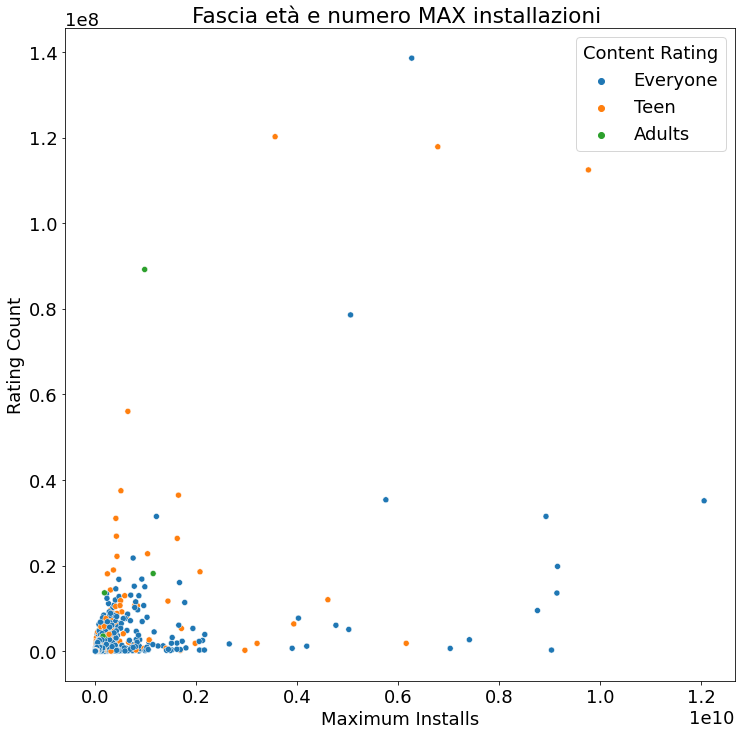 Fascia età e numero MAX installazioni
1e8
Content Rating
Everyone
Teen
Adults
1.4
1.2
1.0
0.8
0.6
0.4
0.2
0.0
Rating Count
0.0 0.2 0.4 0.6 0.8 1.0 1.2
Maximum Installs
1e10